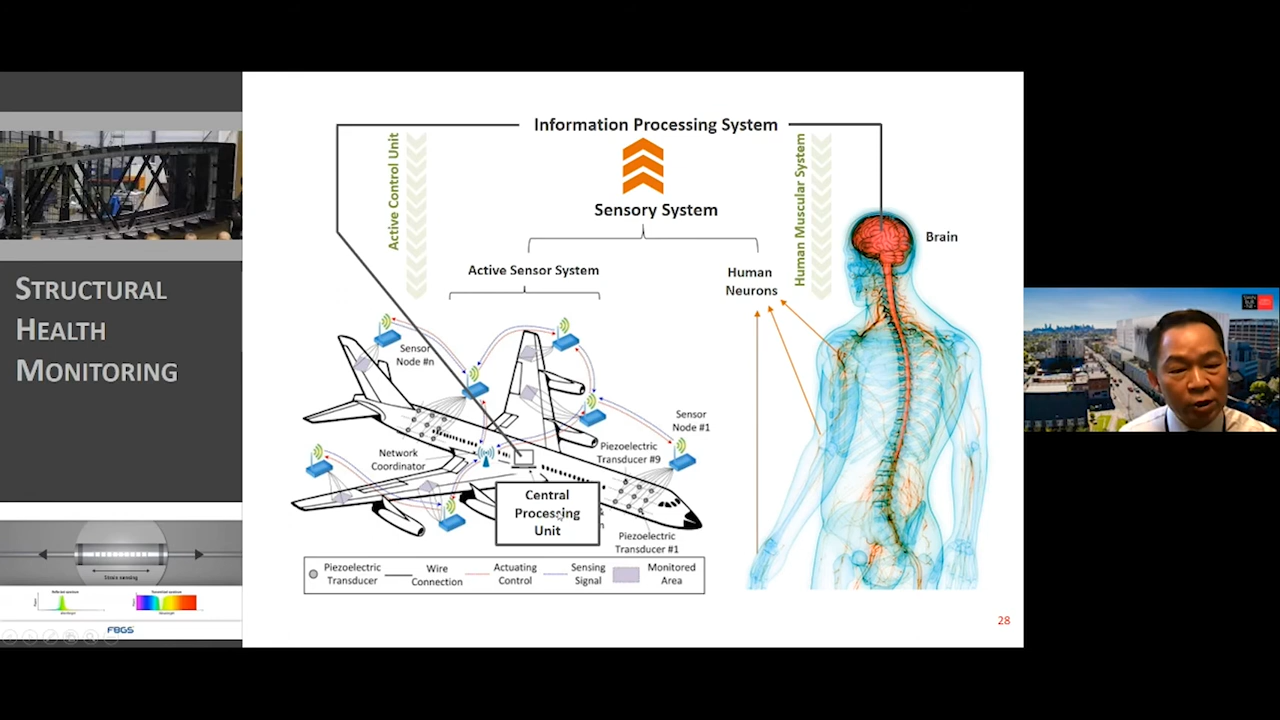 STRUCTURAL
HEALTH
MONITORING
Strain sensing
FBGS
Information Processing System
Active Control Unit
Human Muscular System
Sensory System
Brain
Active Sensor System
Human
Neurons
Sensor
Node #n
Sensor
Node #1
Network
Coordinator
Piezoelectric
Transducer #9
Central
Processing
Unit
Piezoelectric
Transducer #1
Piezoelectric
Transducer
Wire
Connection
Actuating
Control
Sensing
Signal
Monitored
Area
28